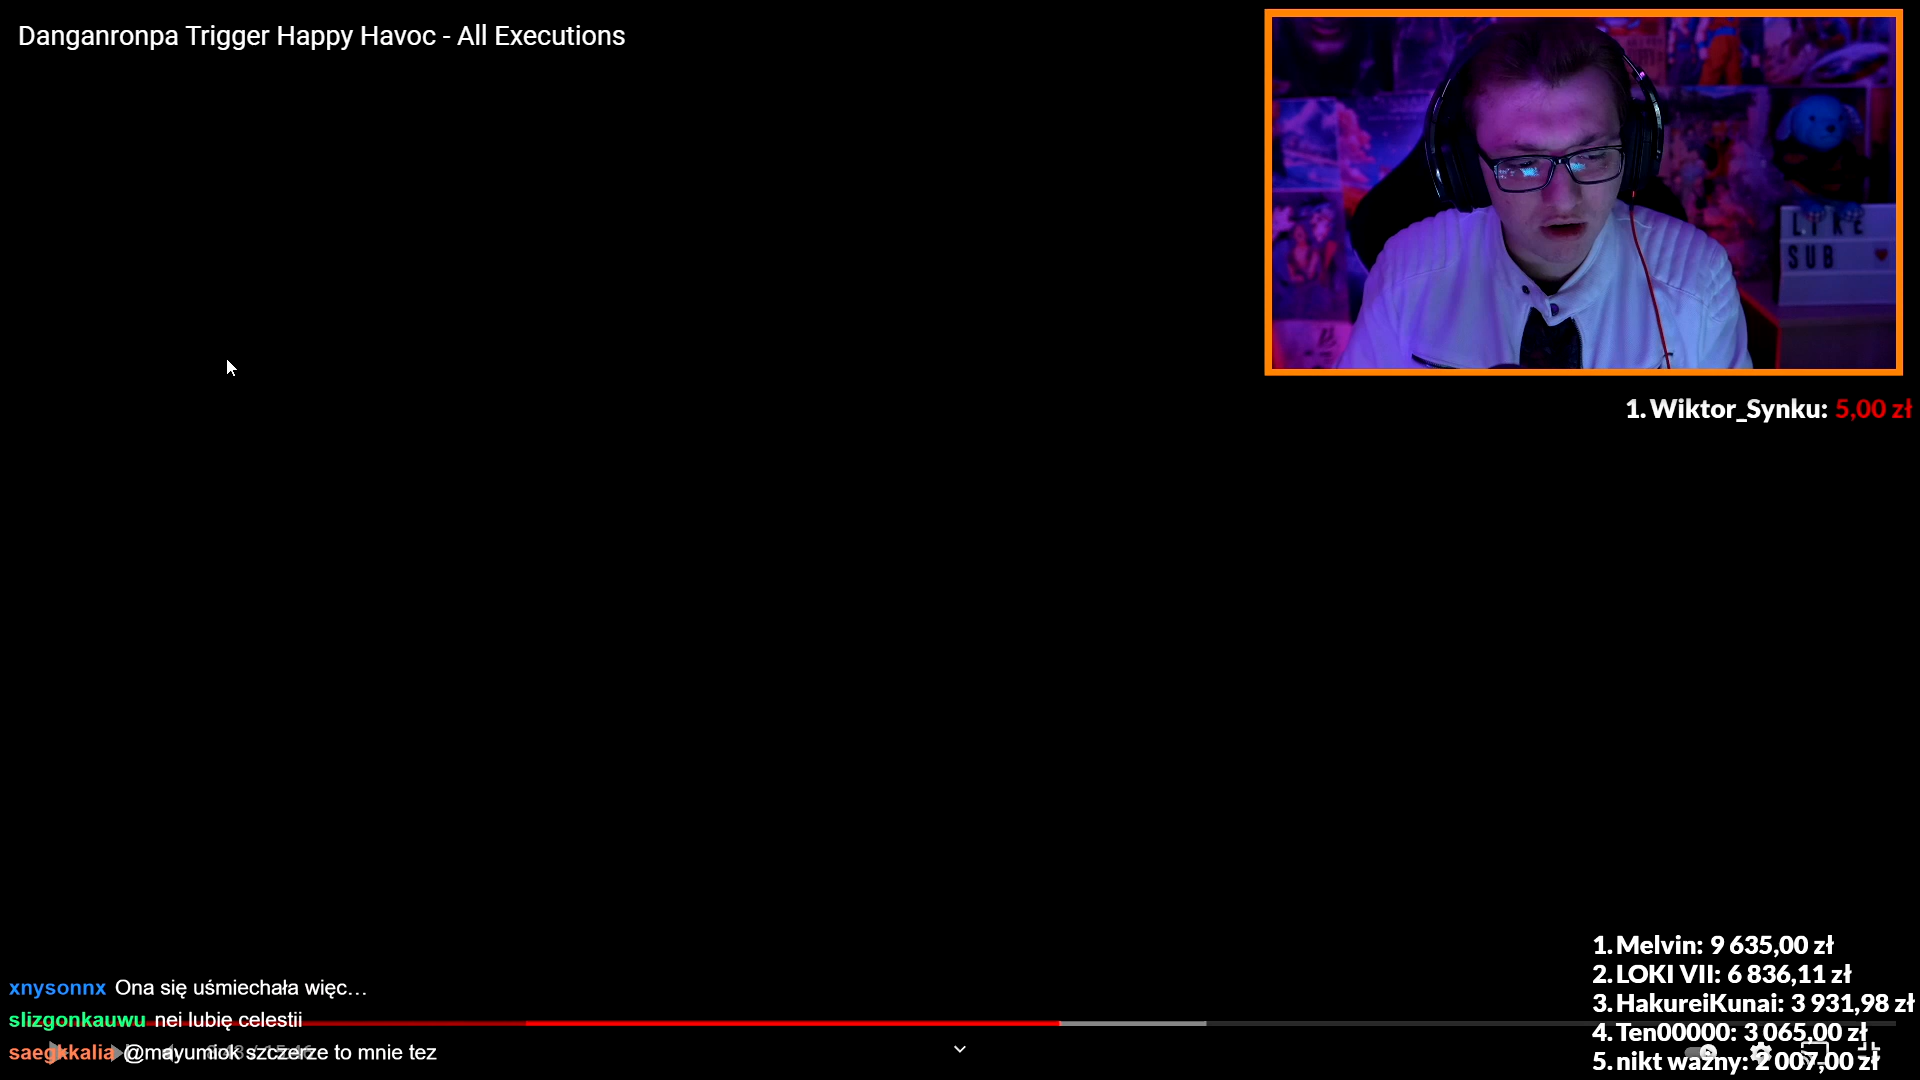 Danganronpa Trigger Happy Havoc - All Executions
LIKE
SUB
1. Wiktor_Synku: 5,00 zł
1. Melvin: 9 635,00 zł
2. LOKI VII: 6 836,11 zł
3. HakureiKunai: 3 931,98 zł
4. Ten00000: 3 065,00 zł
5. nikt ważny: 2 007,00 zł
xnysonnx Ona się uśmiechała więc…
slizgonkauwu nei lubię celestii
saegkkalia @mayumiok szczerze to mnie tez